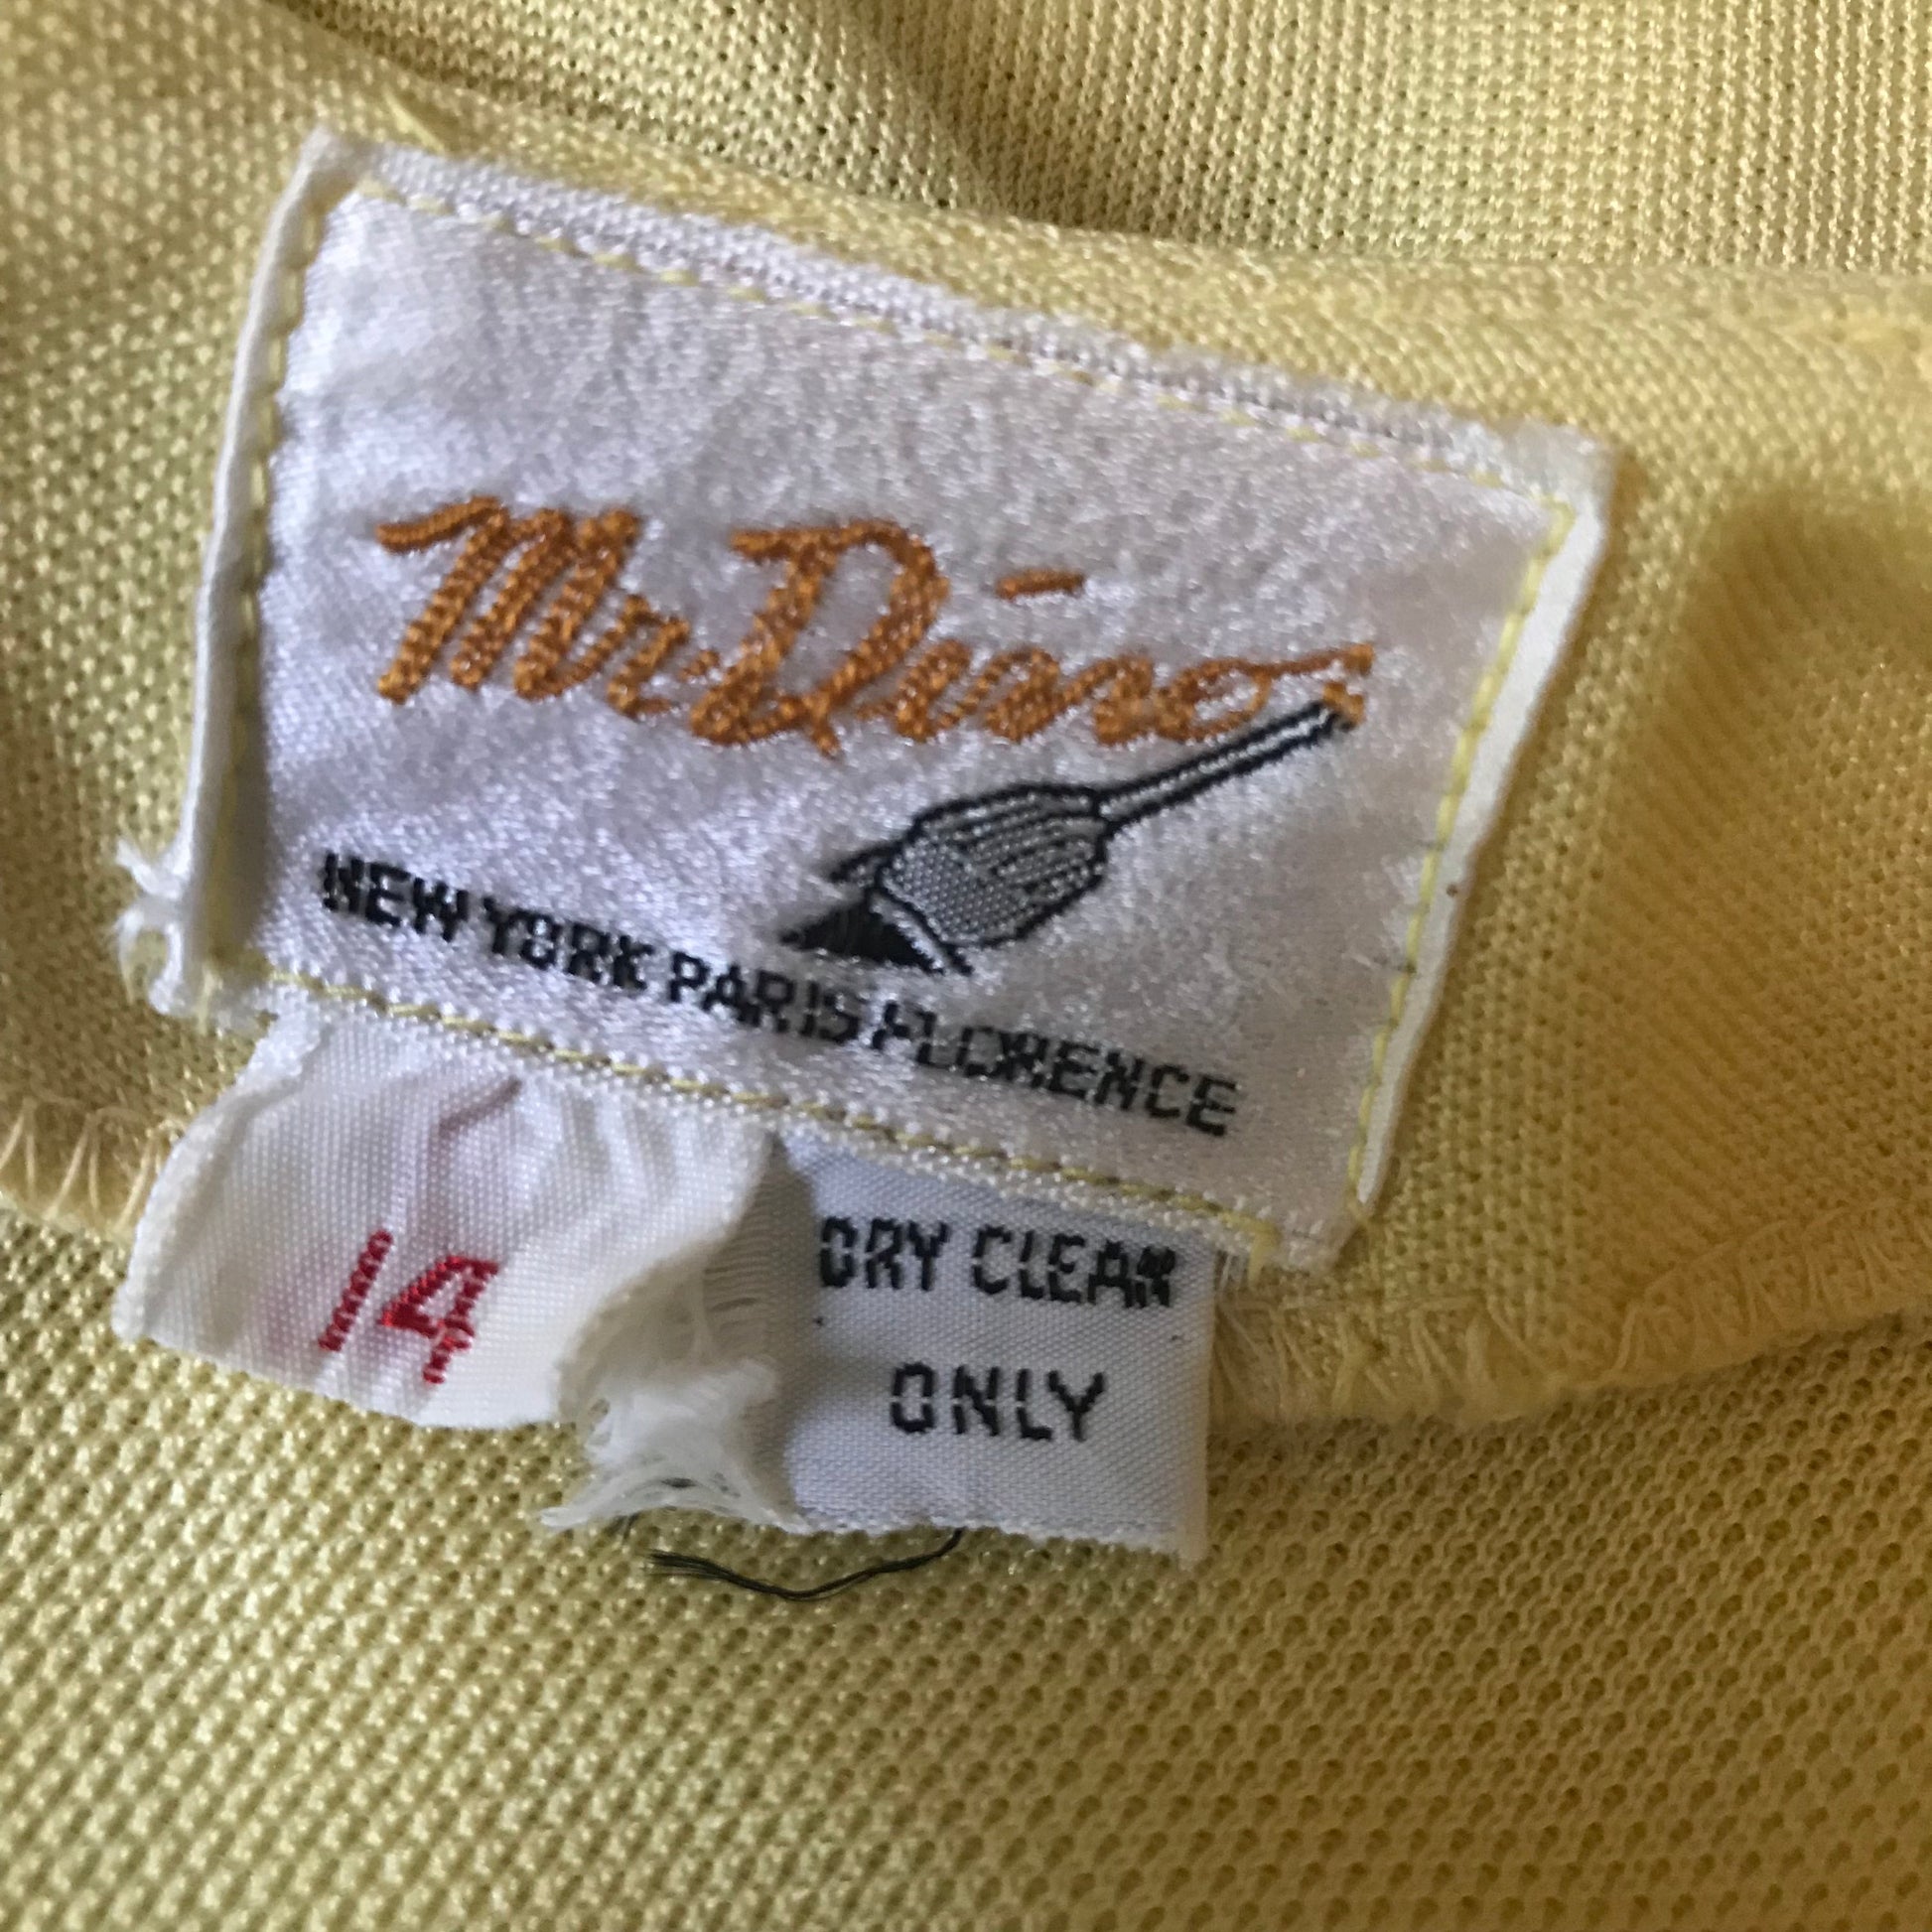 Mr. Dino
NEW YORK PARIS FLORENCE
14
DRY CLEAN
ONLY